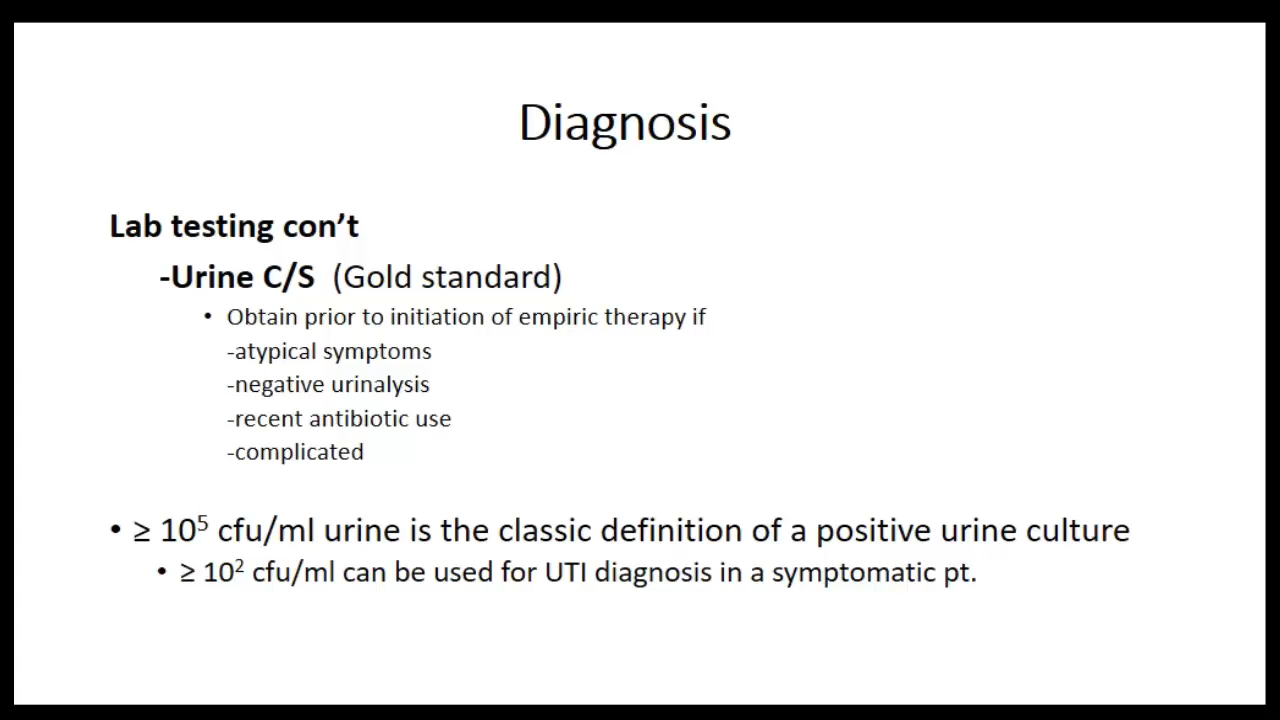 Diagnosis
Lab testing con’t
-Urine C/S (Gold standard)
• Obtain prior to initiation of empiric therapy if
-atypical symptoms
-negative urinalysis
-recent antibiotic use
-complicated
• ≥ 10⁵ cfu/ml urine is the classic definition of a positive urine culture
• ≥ 10² cfu/ml can be used for UTI diagnosis in a symptomatic pt.